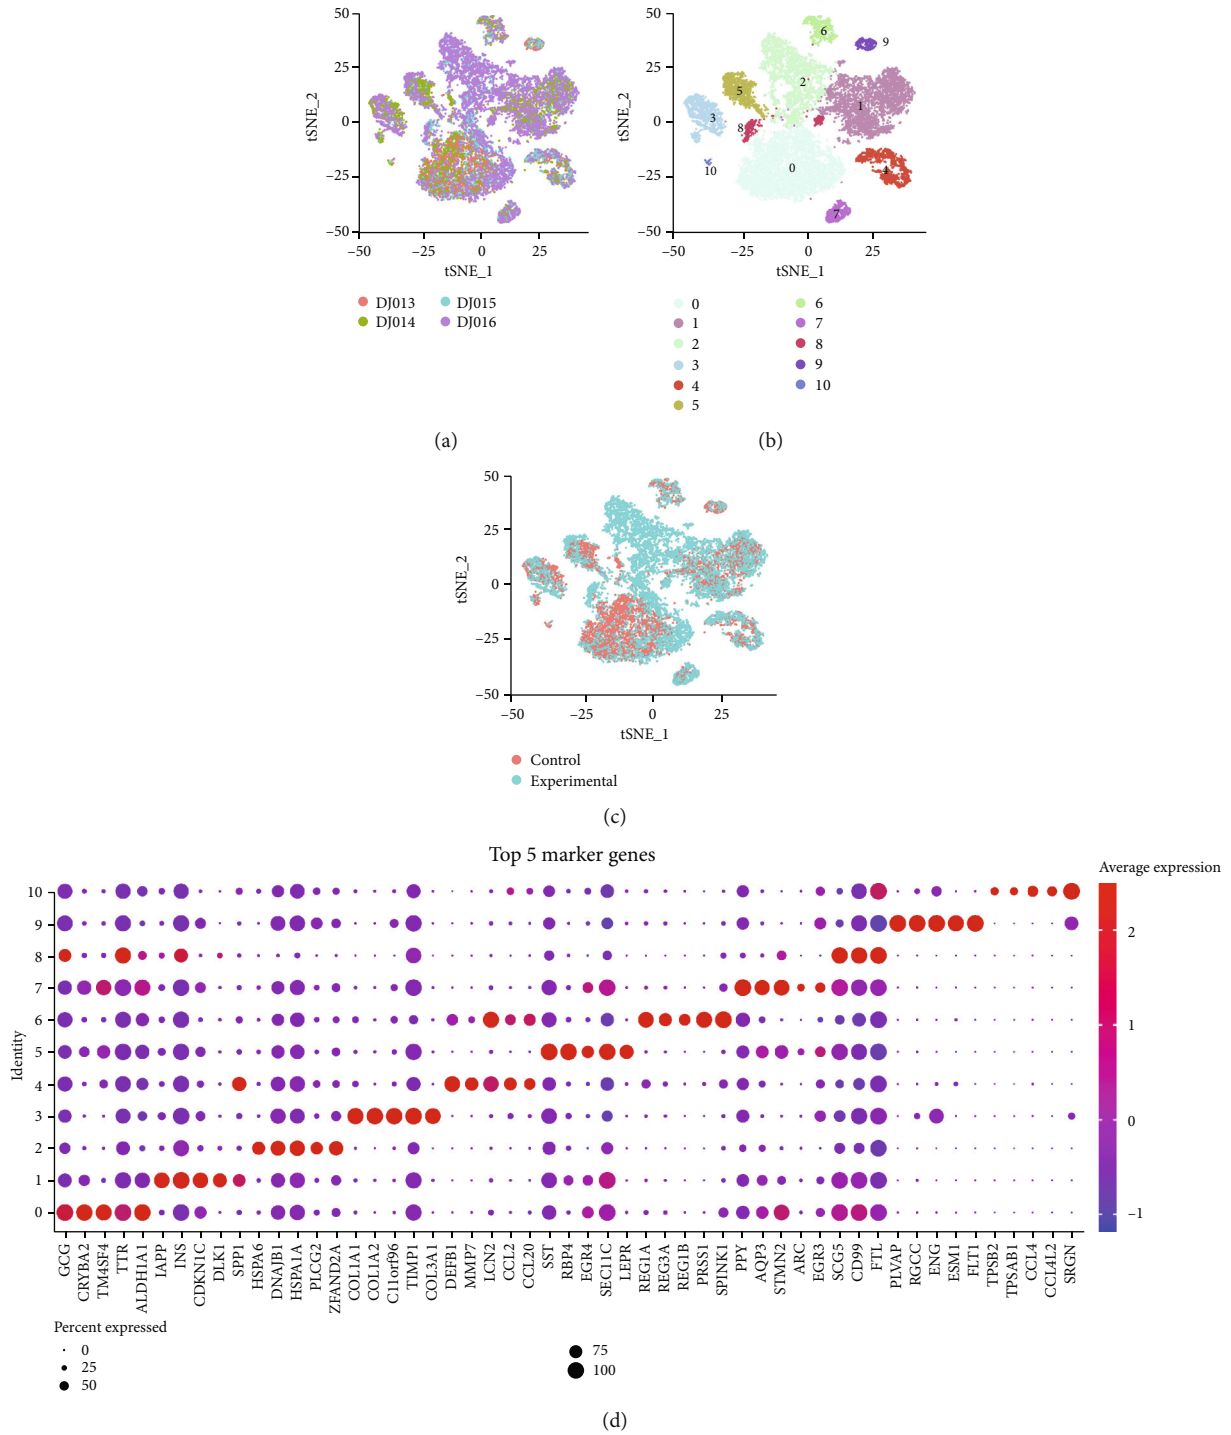 50
25
0
−25
−50
tSNE_2
−50
−25
0
25
tSNE_1
DJ013
DJ015
DJ014
DJ016
(a)
50
25
0
−25
−50
tSNE_2
6
9
2
5
1
3
8
10
0
4
7
−50
−25
0
25
tSNE_1
0
1
2
3
4
5
6
7
8
9
10
(b)
50
25
0
−25
−50
tSNE_2
−50
−25
0
25
tSNE_1
Control
Experimental
(c)
Top 5 marker genes
Identity
10
9
8
7
6
5
4
3
2
1
0
GCG
CRYBA2
TM4SF4
TTR
ALDH1A1
IAPP
INS
CDKN1C
DLK1
SPP1
HSPA6
DNAJB1
HSPA1A
PLCG2
ZFAND2A
COL1A1
COL1A2
C1orf96
TIMP1
COL3A1
DEFB1
MMP7
LCN2
CCL2
CCL20
SST
RBP4
EGR4
SEC11C
LEPR
REG1A
REG3A
REG1B
PRSS1
SPINK1
PPY
AQP3
STMN2
ARC
EGR3
SCG5
CD99
FTL
PLVAP
RGCC
ENG
ESM1
FLT1
TPSB2
TPSAB1
CCL4
CCL4L2
SRGN
Average expression
2
1
0
−1
Percent expressed
0
25
50
75
100
(d)